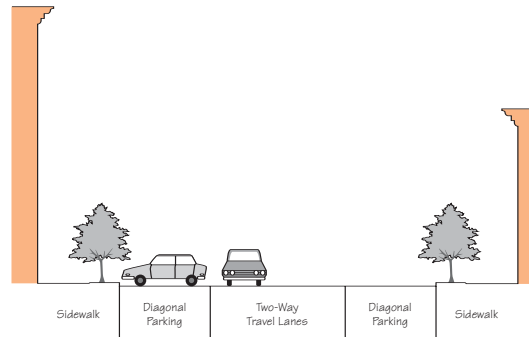 Sidewalk
Diagonal
Parking
Two-Way
Travel Lanes
Diagonal
Parking
Sidewalk